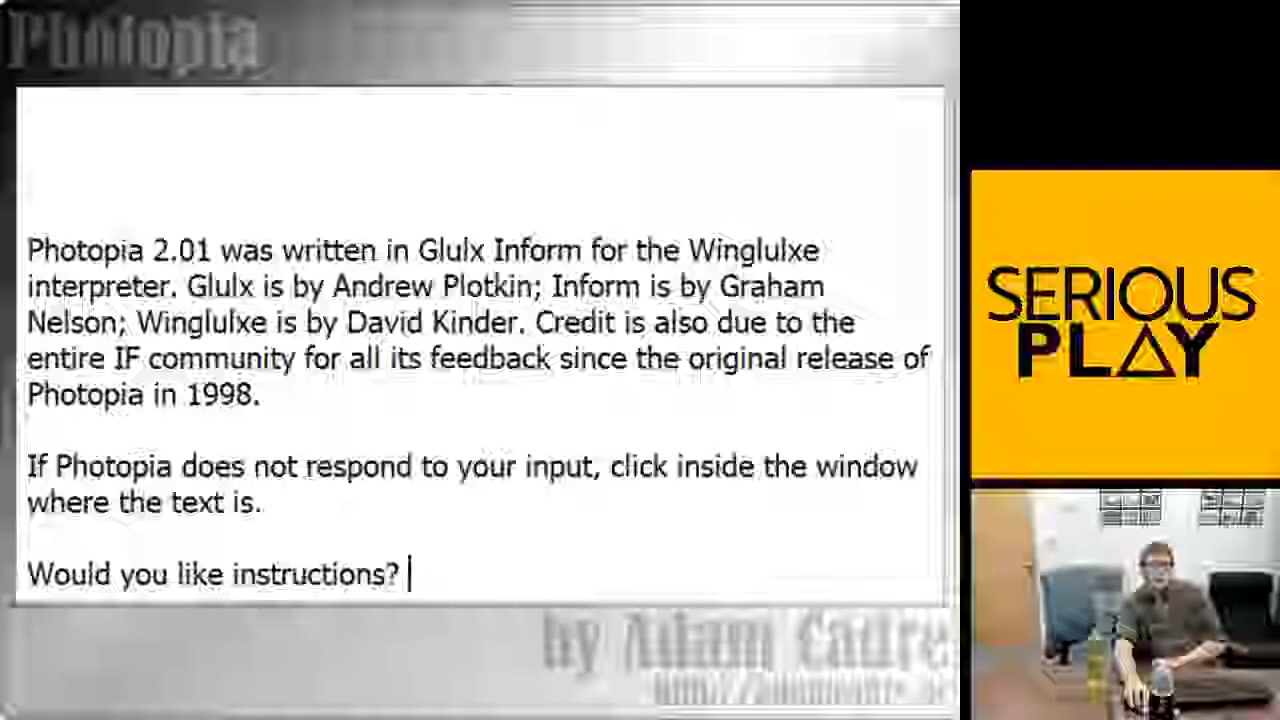 Photopia
Photopia 2.01 was written in Glulx Inform for the Winglulxe
interpreter. Glulx is by Andrew Plotkin; Inform is by Graham
Nelson; Winglulxe is by David Kinder. Credit is also due to the
entire IF community for all its feedback since the original release of
Photopia in 1998.
If Photopia does not respond to your input, click inside the window
where the text is.
Would you like instructions?
by Adam Cadre
SERIOUS
PLAY